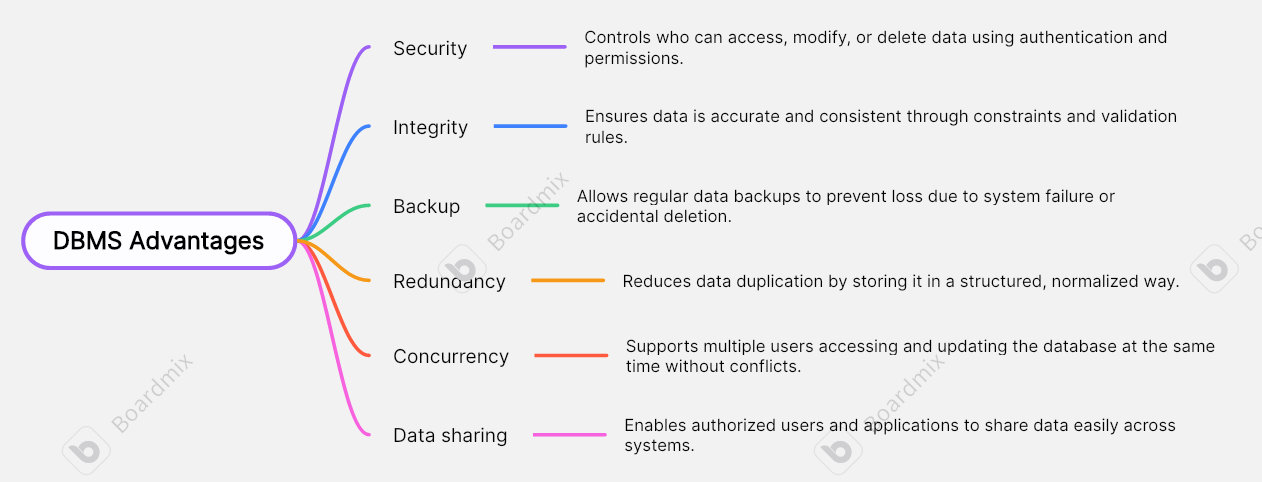 Security
Controls who can access, modify, or delete data using authentication and
permissions.
Integrity
Ensures data is accurate and consistent through constraints and validation
rules.
Backup
Allows regular data backups to prevent loss due to system failure or
accidental deletion.
DBMS Advantages
Redundancy
Reduces data duplication by storing it in a structured, normalized way.
Concurrency
Supports multiple users accessing and updating the database at the same
time without conflicts.
Data sharing
Enables authorized users and applications to share data easily across
systems.
Boardmix
Boardmix
Boardmix
Bo